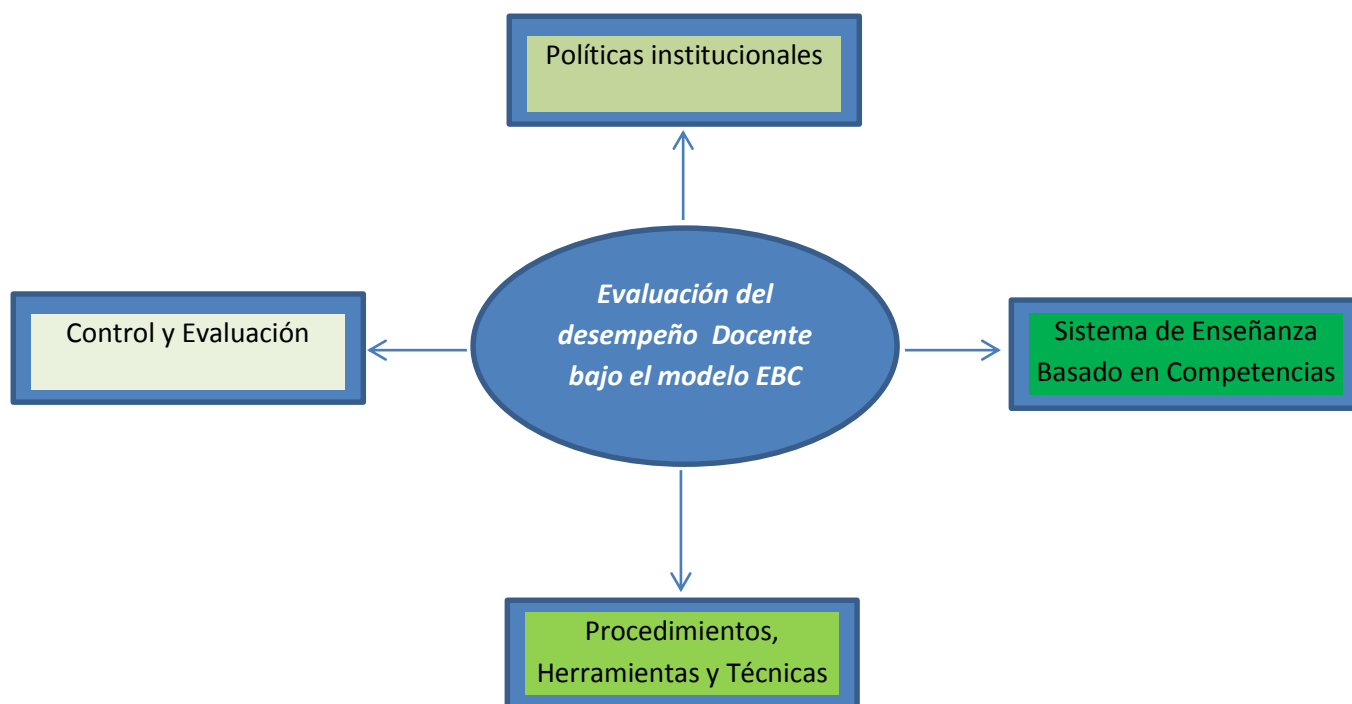 Políticas institucionales
Evaluación del
desempeño  Docente
bajo el modelo EBC
Control y Evaluación
Sistema de Enseñanza
Basado en Competencias
Procedimientos,
Herramientas y Técnicas